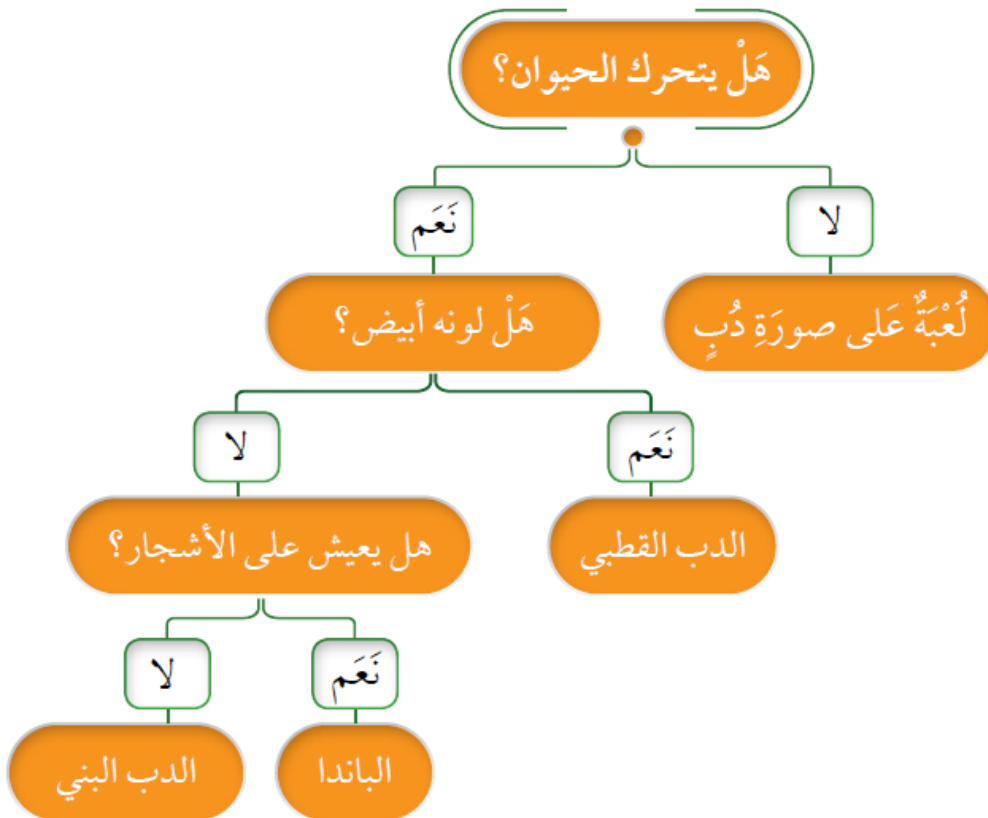 هَلْ يتحرك الحيوان؟
لا
نَعَم
لُعْبَةٌ عَلى صورَةِ دُبٍ
هَلْ لونه أبيض؟
نَعَم
لا
الدب القطبي
هل يعيش على الأشجار؟
نَعَم
لا
الباندا
الدب البني